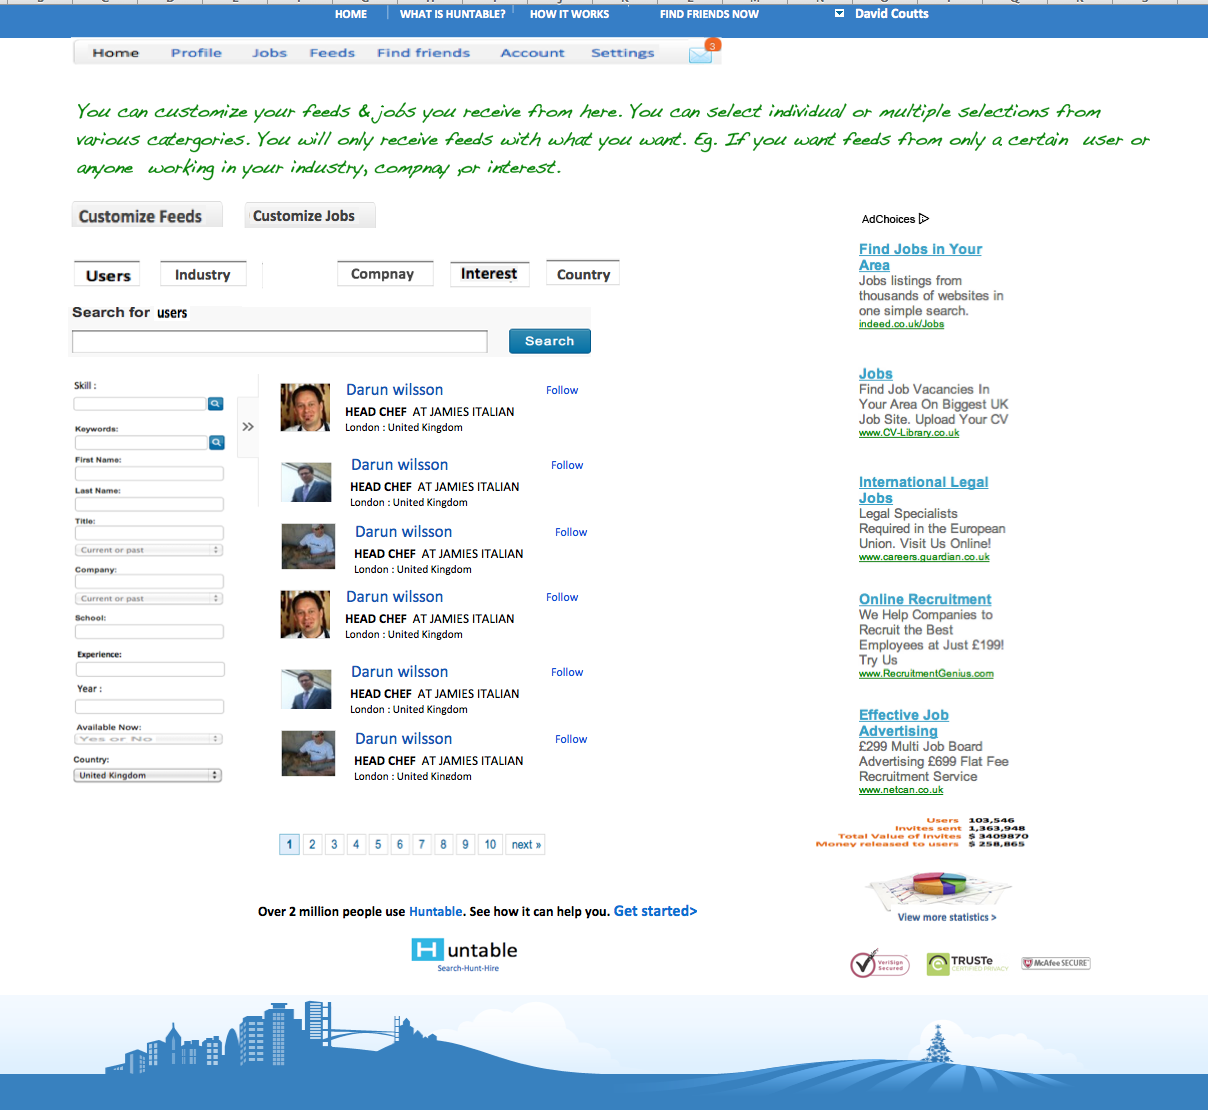 HOME WHAT IS HUNTABLE? HOW IT WORKS FIND FRIENDS NOW David Coutts
Home Profile Jobs Feeds Find friends Account Settings 3
You can customize your feeds & jobs you receive from here. You can select individual or multiple selections from
various catergories. You will only receive feeds with what you want. Eg. If you want feeds from only a certain user or
anyone working in your industry, compnay ,or interest.
Customize Feeds Customize Jobs
Users Industry Compnay Interest Country
Search for users
Search
Skill :
Keywords:
First Name:
Last Name:
Title:
Current or past
Company:
Current or past
School:
Experience:
Year :
Available Now:
Yes or No
Country:
United Kingdom
»
Darun wilsson Follow
HEAD CHEF AT JAMIES ITALIAN
London : United Kingdom
Darun wilsson Follow
HEAD CHEF AT JAMIES ITALIAN
London : United Kingdom
Darun wilsson Follow
HEAD CHEF AT JAMIES ITALIAN
London : United Kingdom
Darun wilsson Follow
HEAD CHEF AT JAMIES ITALIAN
London : United Kingdom
Darun wilsson Follow
HEAD CHEF AT JAMIES ITALIAN
London : United Kingdom
Darun wilsson Follow
HEAD CHEF AT JAMIES ITALIAN
London : United Kingdom
1 2 3 4 5 6 7 8 9 10 next »
AdChoices
Find Jobs in Your
Area
Jobs listings from
thousands of websites in
one simple search.
indeed.co.uk/Jobs
Jobs
Find Job Vacancies In
Your Area On Biggest UK
Job Site. Upload Your CV
www.CV-Library.co.uk
International Legal
Jobs
Legal Specialists
Required in the European
Union. Visit Us Online!
www.careers.guardian.co.uk
Online Recruitment
We Help Companies to
Recruit the Best
Employees at Just £199!
Try Us
www.RecruitmentGenius.com
Effective Job
Advertising
£299 Multi Job Board
Advertising £699 Flat Fee
Recruitment Service
www.netcan.co.uk
Users 103,546
Invites sent 1,363,948
Total Value of Invites $ 3409870
Money released to users $ 258,865
View more statistics >
Over 2 million people use Huntable. See how it can help you. Get started>
Huntable
Search-Hunt-Hire
VeriSign
Secured
TRUSTe
CERTIFIED PRIVACY
McAfee SECURE